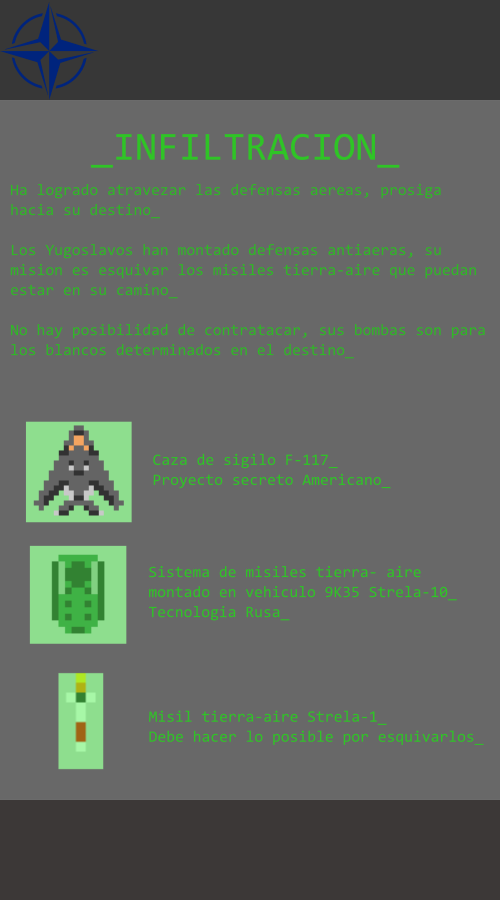 _INFILTRACION_
Ha logrado atravezar las defensas aereas, prosiga
hacia su destino_
Los Yugoslavos han montado defensas antiaeras, su
mision es esquivar los misiles tierra-aire que puedan
estar en su camino_
No hay posibilidad de contratacar, sus bombas son para
los blancos determinados en el destino_
Caza de sigilo F-117_
Proyecto secreto Americano_
Sistema de misiles tierra- aire
montado en vehiculo 9K35 Strela-10_
Tecnologia Rusa_
Misil tierra-aire Strela-1_
Debe hacer lo posible por esquivarlos_